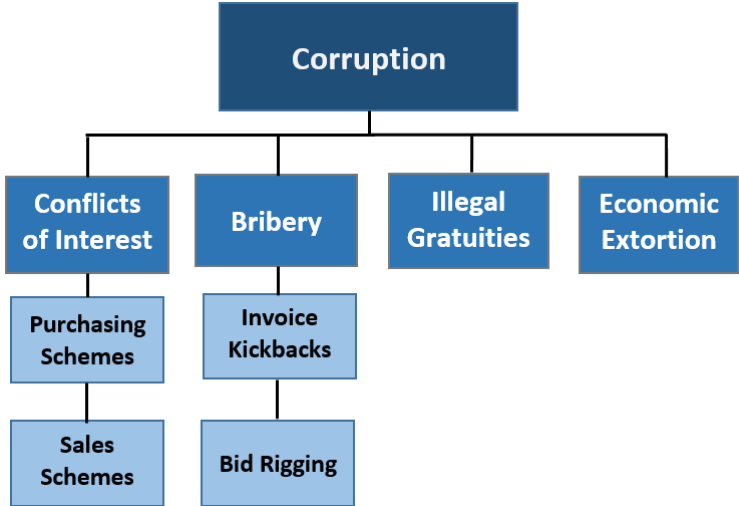 Corruption
Conflicts
of Interest
Bribery
Illegal
Gratuities
Economic
Extortion
Purchasing
Schemes
Invoice
Kickbacks
Sales
Schemes
Bid Rigging